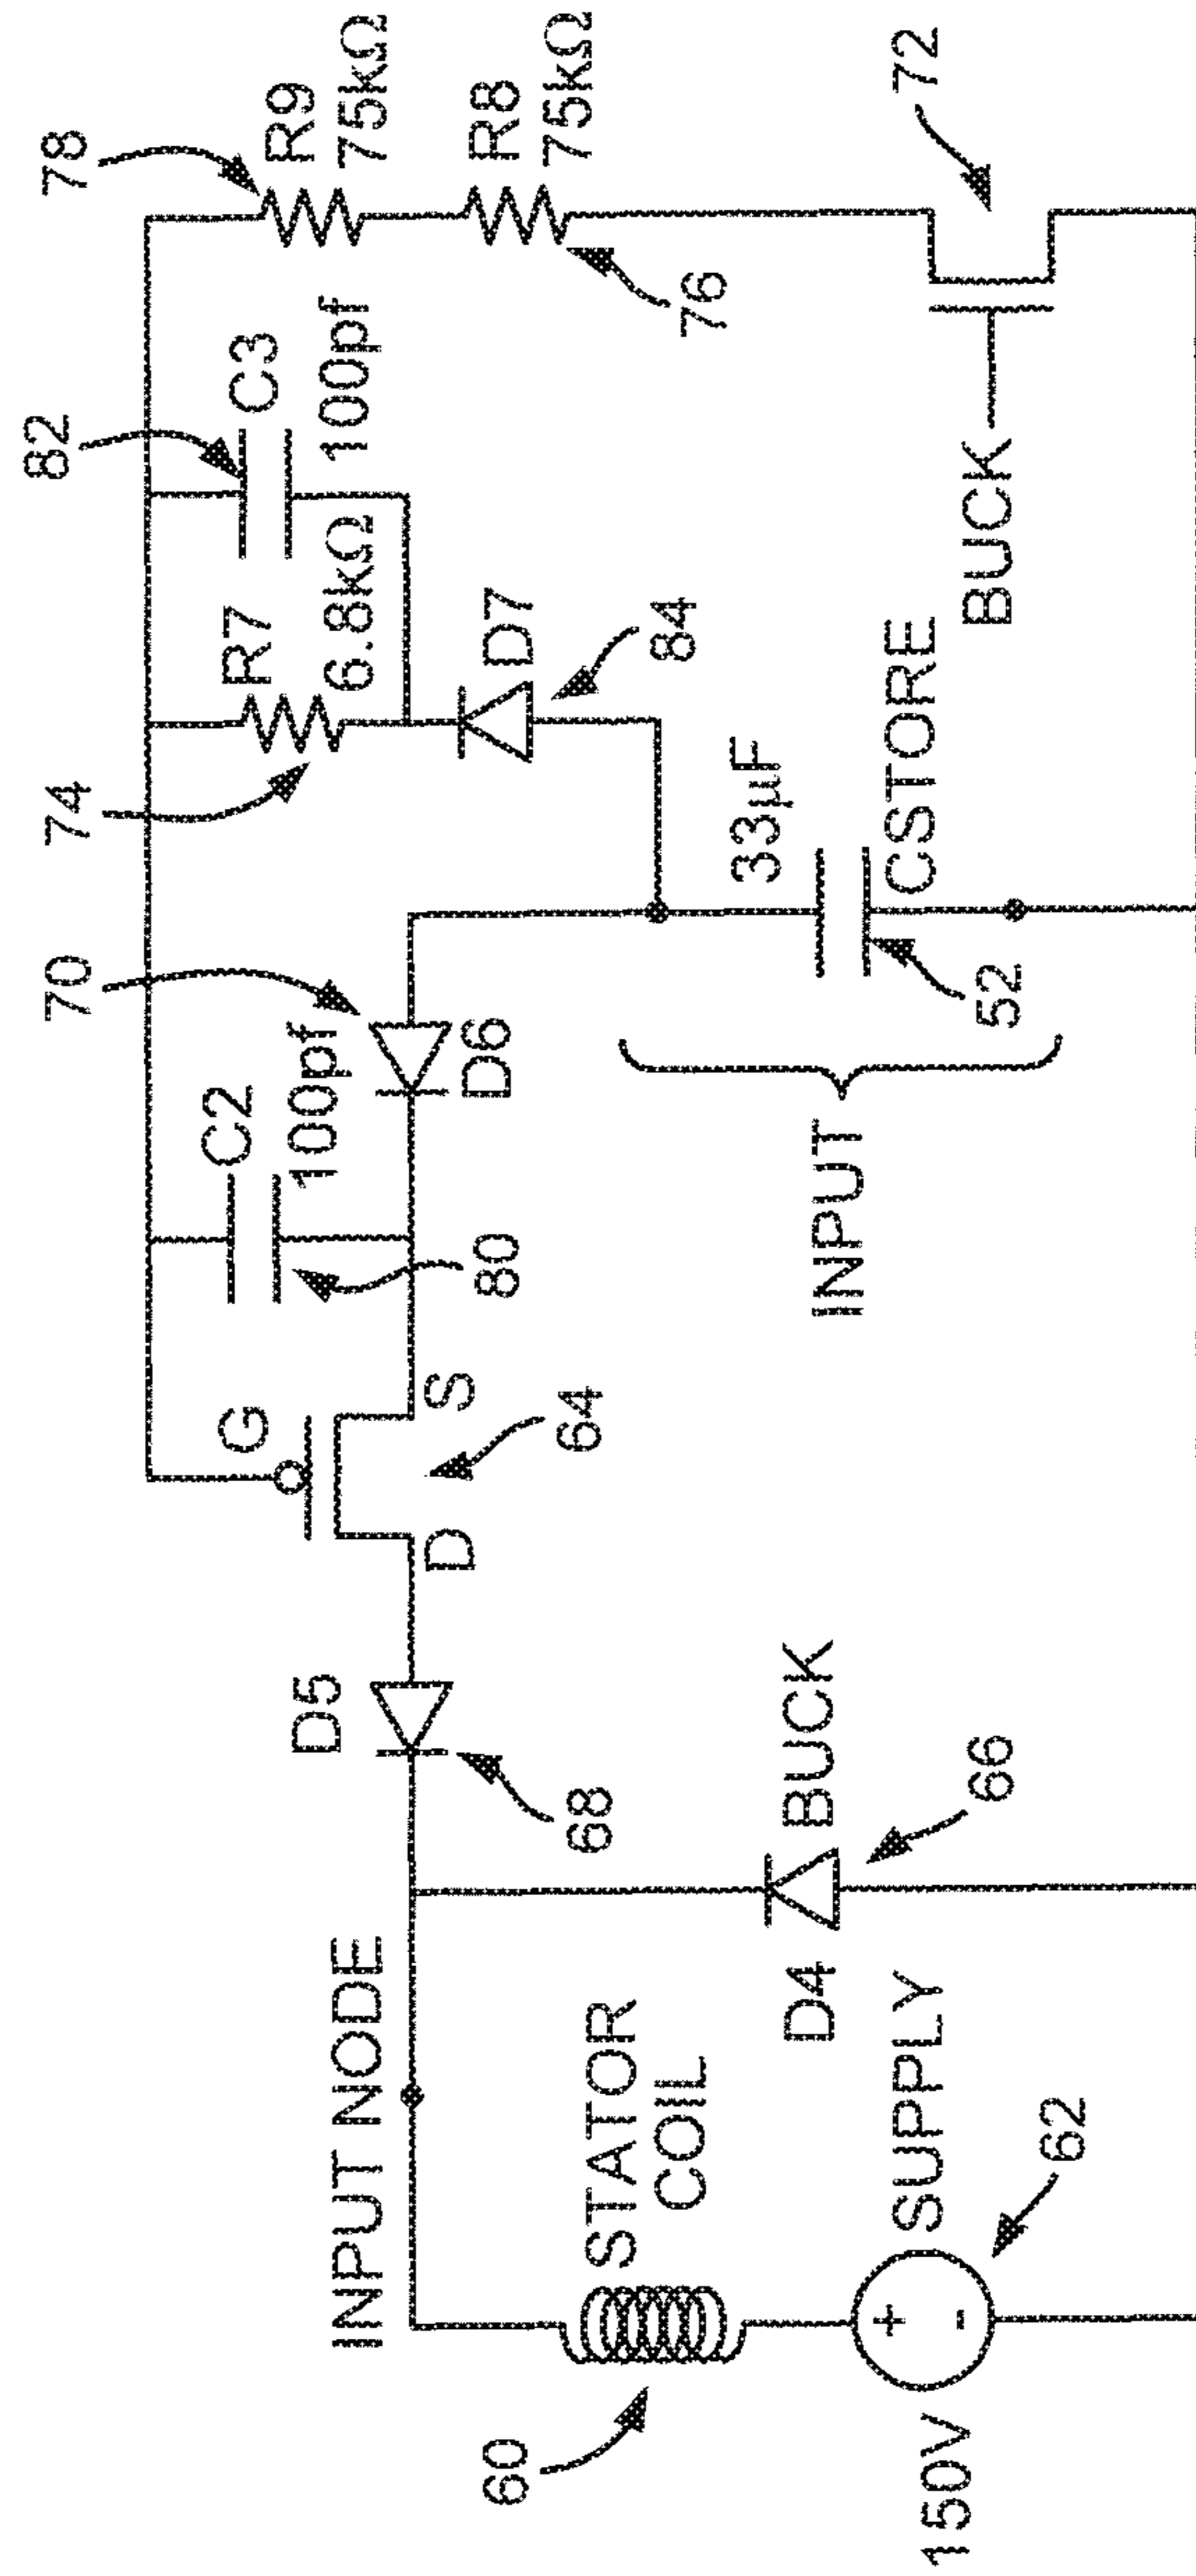 82
78
70
74
C3
100pf
R9
75kΩ
G
C2
100pf
R7
6.8kΩ
R8
75kΩ
INPUT NODE
D5
D
S
D6
D7
76
80
84
64
68
60
STATOR
COIL
D4
BUCK
INPUT
33µF
CSTORE
BUCK
72
150V
SUPPLY
66
52
62